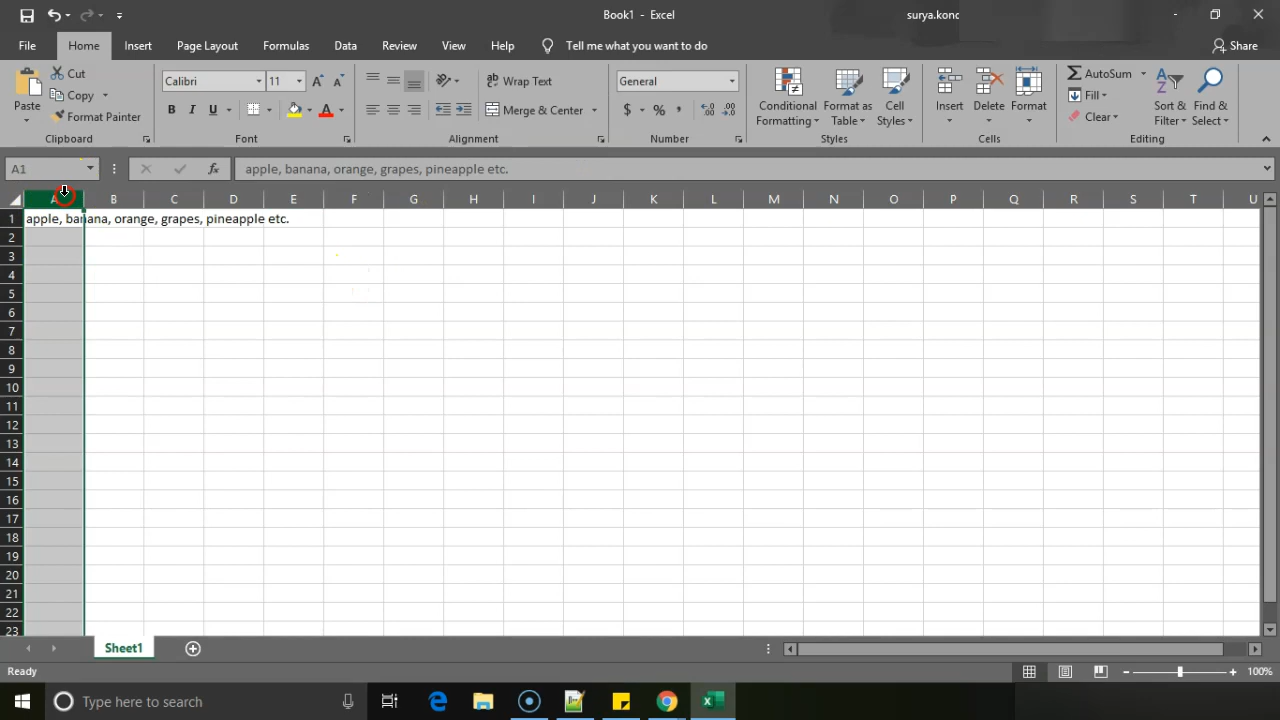 Book1 - Excel
surya.kond
File Home Insert Page Layout Formulas Data Review View Help Tell me what you want to do Share
Cut
Copy
Format Painter
Paste
Clipboard
Calibri 11
B I U
Font
Wrap Text
Merge & Center
Alignment
General
$ % ,
Number
Conditional Formatting
Format as Table
Cell Styles
Styles
Insert Delete Format
Cells
AutoSum
Fill
Clear
Sort & Filter
Find & Select
Editing
A1 fx apple, banana, orange, grapes, pineapple etc.
A B C D E F G H I J K L M N O P Q R S T U
1 apple, banana, orange, grapes, pineapple etc.
2
3
4
5
6
7
8
9
10
11
12
13
14
15
16
17
18
19
20
21
22
23
Sheet1
Ready 100%
Type here to search